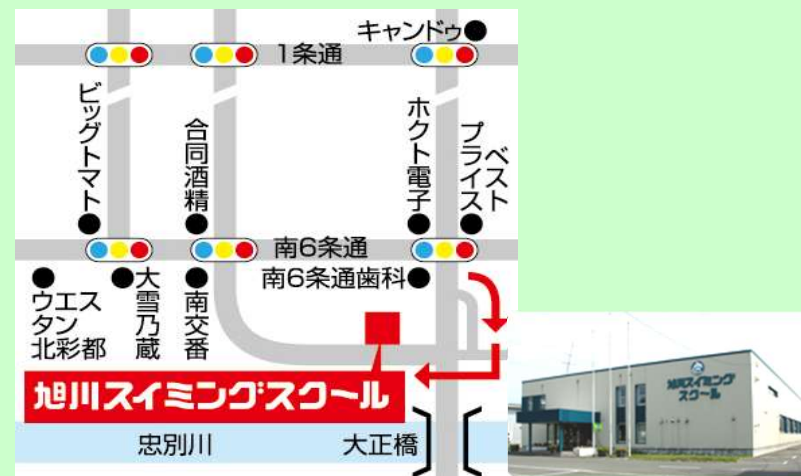 キャンドゥ
1条通
ビッグトマト
合同酒精
ホクト電子
ベスト
プライス
南6条通
ウエス
タン
北彩都
大雪乃蔵
南交番
南6条通歯科
旭川スイミングスクール
忠別川
大正橋
旭川スイミング
スクール